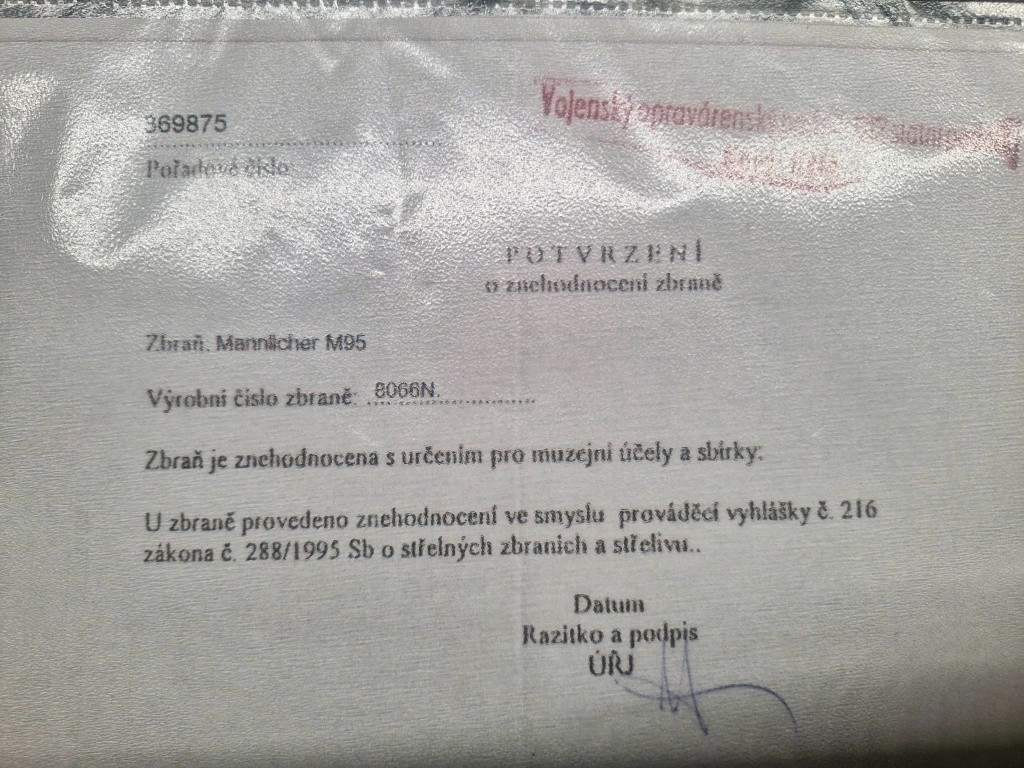 369875
Pořadové číslo
Vojenský opravárenský
POTVRZENÍ
o znehodnocení zbraně
Zbraň. Mannlicher M95
Výrobní číslo zbraně: 8066N.
Zbraň je znehodnocena s určením pro muzejní účely a sbírky.
U zbraně provedeno znehodnocení ve smyslu prováděcí vyhlášky č. 216
zákona č. 288/1995 Sb o střelných zbraních a střelivu..
Datum
Razítko a podpis
ÚŘJ